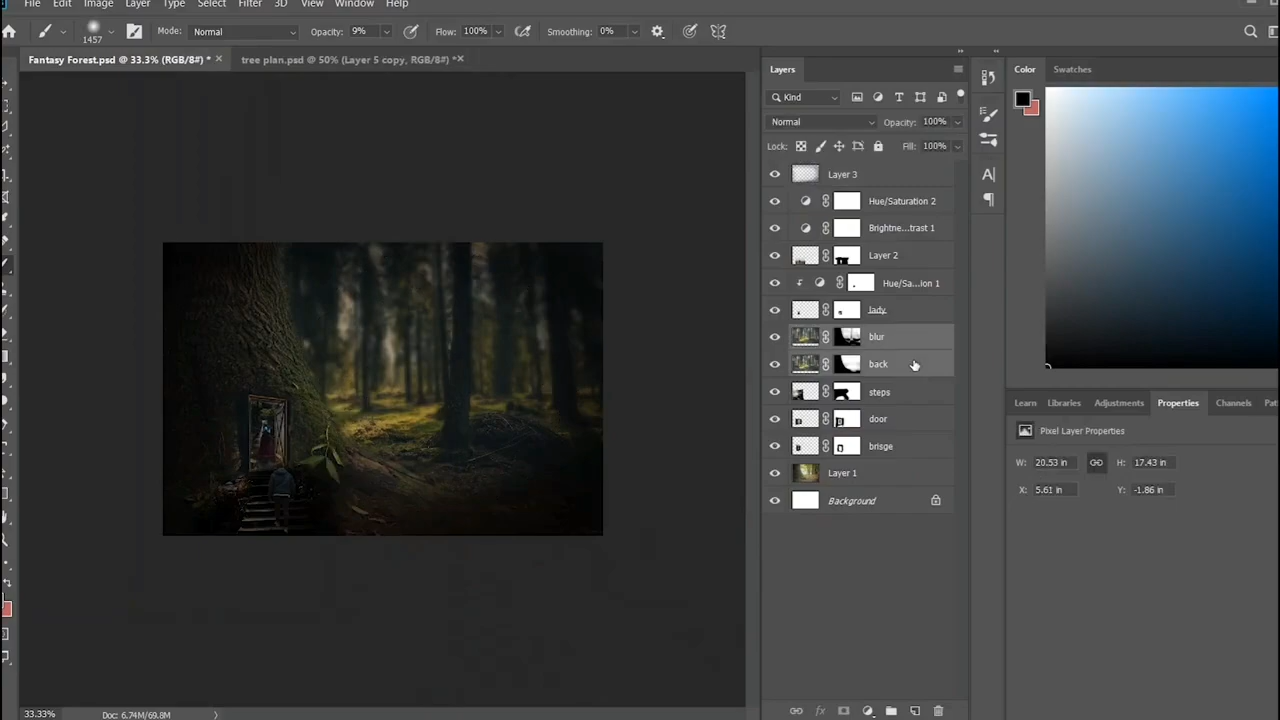 File Edit Image Layer Type Select Filter 3D View Window Help
1457 Mode: Normal Opacity: 9% Flow: 100% Smoothing: 0%
Fantasy Forest.psd @ 33.3% (RGB/8#) * tree plan.psd @ 50% (Layer 5 copy, RGB/8#) *
Layers
Kind
Normal Opacity: 100%
Lock: Fill: 100%
Layer 3
Hue/Saturation 2
Brightne...trast 1
Layer 2
Hue/Sa...ion 1
lady
blur
back
steps
door
brisge
Layer 1
Background
Color Swatches
Learn Libraries Adjustments Properties Channels Pat
Pixel Layer Properties
W: 20.53 in H: 17.43 in
X: 5.61 in Y: -1.86 in
33.33% Doc: 6.74M/69.8M